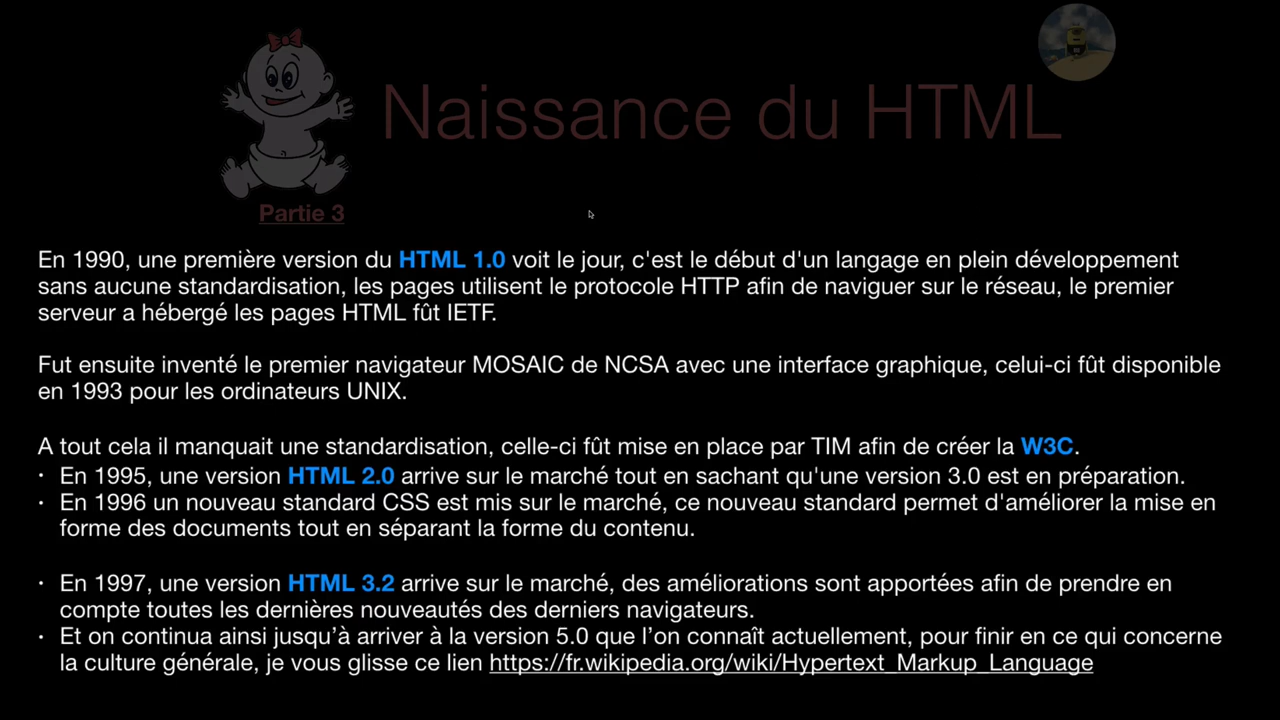 Naissance du HTML
Partie 3
En 1990, une première version du HTML 1.0 voit le jour, c'est le début d'un langage en plein développement
sans aucune standardisation, les pages utilisent le protocole HTTP afin de naviguer sur le réseau, le premier
serveur a hébergé les pages HTML fût IETF.
Fut ensuite inventé le premier navigateur MOSAIC de NCSA avec une interface graphique, celui-ci fût disponible
en 1993 pour les ordinateurs UNIX.
A tout cela il manquait une standardisation, celle-ci fût mise en place par TIM afin de créer la W3C.
• En 1995, une version HTML 2.0 arrive sur le marché tout en sachant qu'une version 3.0 est en préparation.
• En 1996 un nouveau standard CSS est mis sur le marché, ce nouveau standard permet d'améliorer la mise en
forme des documents tout en séparant la forme du contenu.
• En 1997, une version HTML 3.2 arrive sur le marché, des améliorations sont apportées afin de prendre en
compte toutes les dernières nouveautés des derniers navigateurs.
• Et on continua ainsi jusqu’à arriver à la version 5.0 que l’on connaît actuellement, pour finir en ce qui concerne
la culture générale, je vous glisse ce lien https://fr.wikipedia.org/wiki/Hypertext_Markup_Language